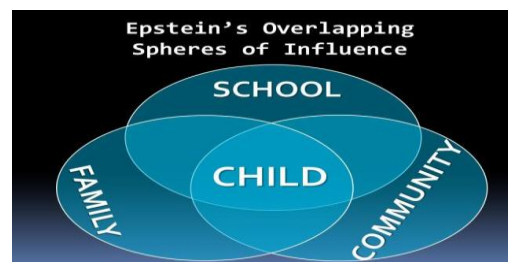 Epstein's Overlapping
Spheres of Influence
SCHOOL
FAMILY
CHILD
COMMUNITY